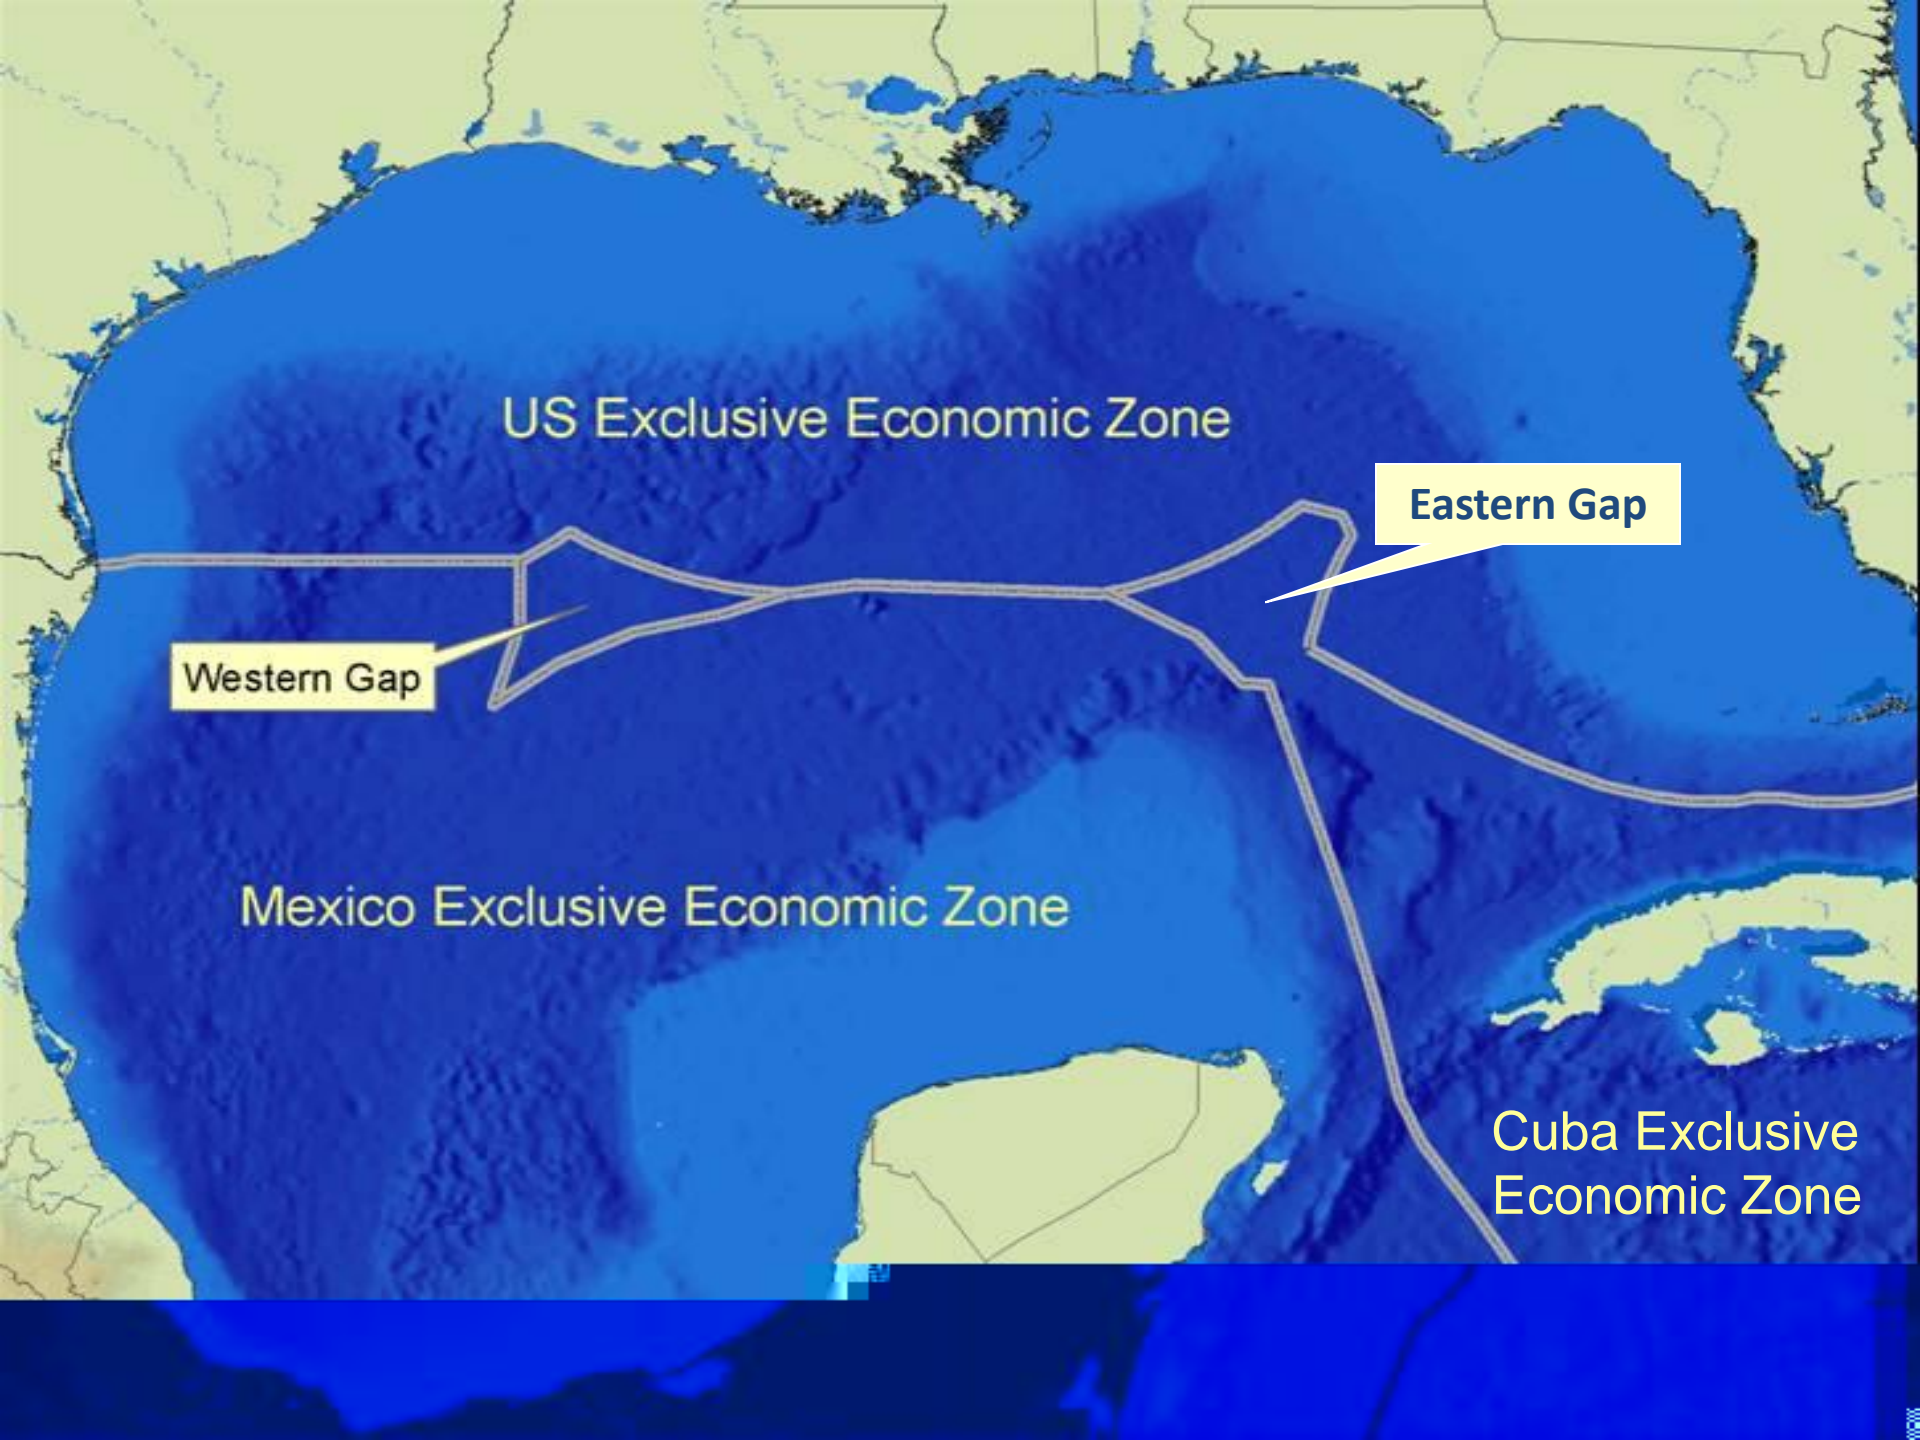 US Exclusive Economic Zone
Eastern Gap
Western Gap
Mexico Exclusive Economic Zone
Cuba Exclusive
Economic Zone